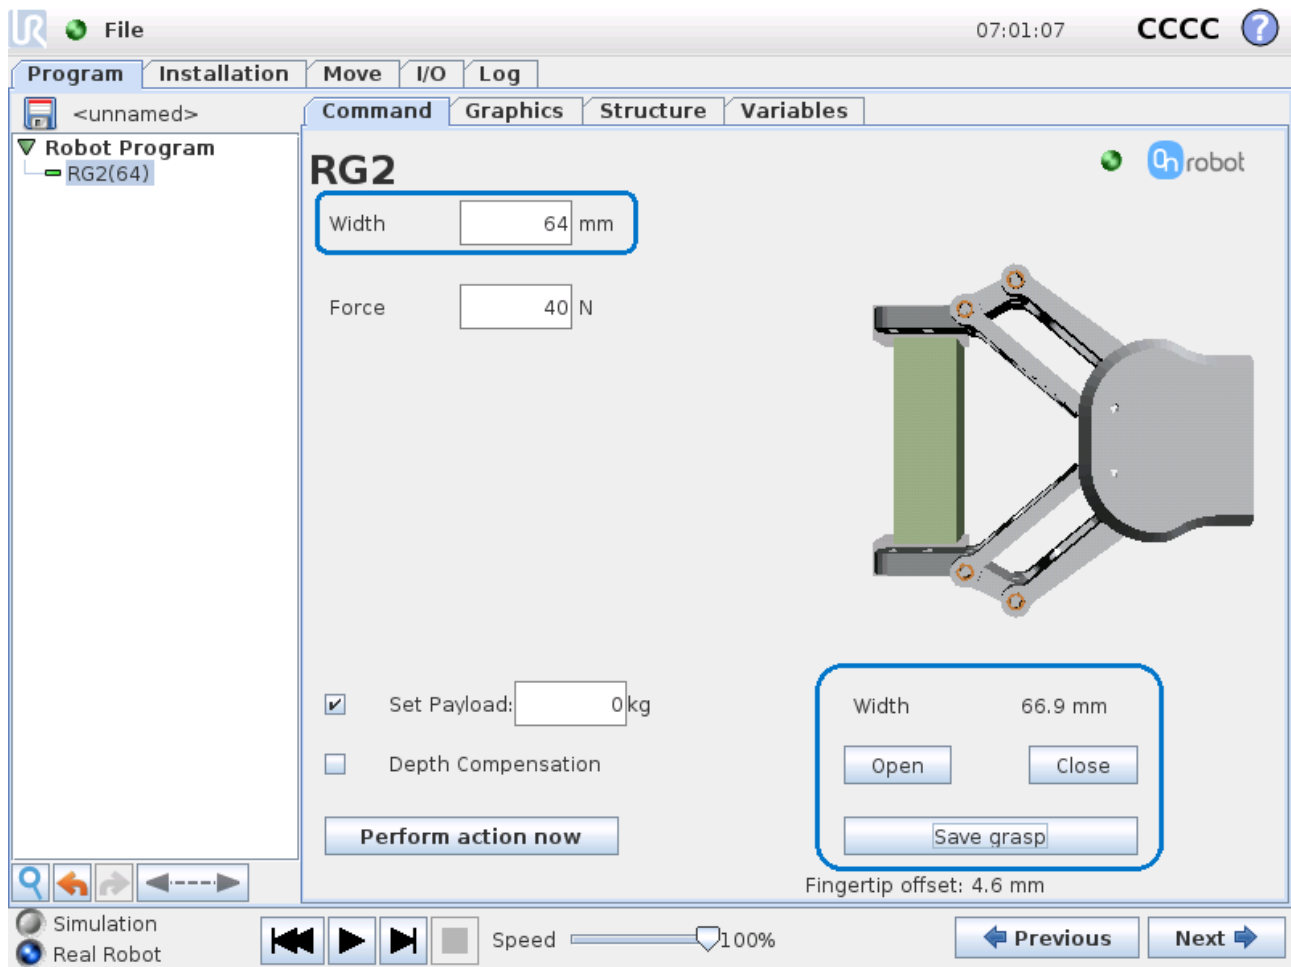 UR File 07:01:07 CCCC ?
Program Installation Move I/O Log
<unnamed> Command Graphics Structure Variables
Robot Program
RG2(64)
RG2 On robot
Width 64 mm
Force 40 N
Set Payload: 0 kg
Depth Compensation
Perform action now
Width 66.9 mm
Open Close
Save grasp
Fingertip offset: 4.6 mm
Simulation
Real Robot
Speed 100% Previous Next